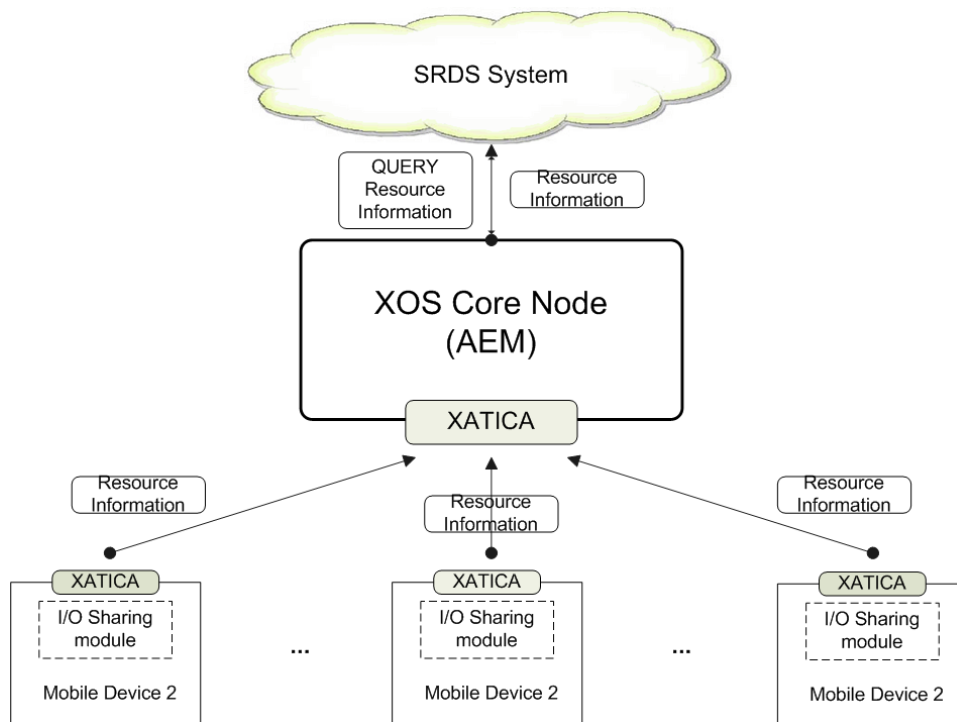 SRDS System
QUERY
Resource
Information
Resource
Information
XOS Core Node
(AEM)
XATICA
Resource
Information
Resource
Information
Resource
Information
XATICA
I/O Sharing
module
Mobile Device 2
...
XATICA
I/O Sharing
module
Mobile Device 2
...
XATICA
I/O Sharing
module
Mobile Device 2